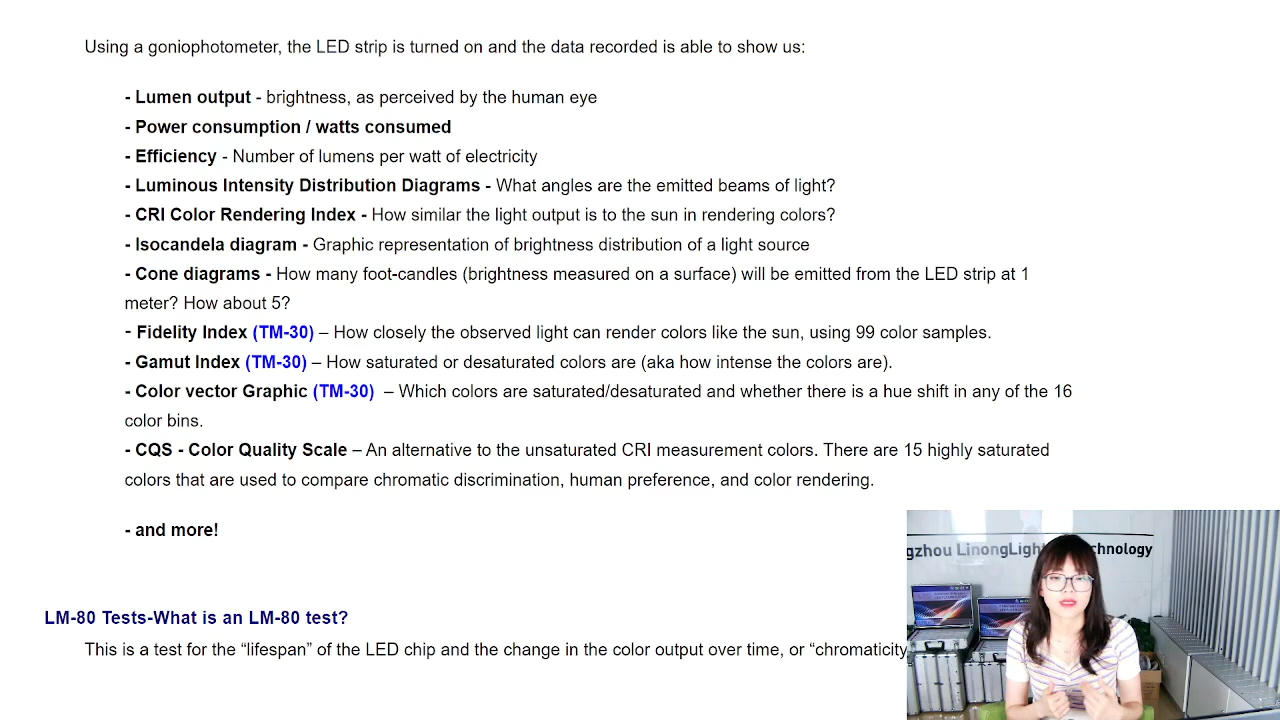 Using a goniophotometer, the LED strip is turned on and the data recorded is able to show us:
- Lumen output - brightness, as perceived by the human eye
- Power consumption / watts consumed
- Efficiency - Number of lumens per watt of electricity
- Luminous Intensity Distribution Diagrams - What angles are the emitted beams of light?
- CRI Color Rendering Index - How similar the light output is to the sun in rendering colors?
- Isocandela diagram - Graphic representation of brightness distribution of a light source
- Cone diagrams - How many foot-candles (brightness measured on a surface) will be emitted from the LED strip at 1
meter? How about 5?
- Fidelity Index (TM-30) – How closely the observed light can render colors like the sun, using 99 color samples.
- Gamut Index (TM-30) – How saturated or desaturated colors are (aka how intense the colors are).
- Color vector Graphic (TM-30) – Which colors are saturated/desaturated and whether there is a hue shift in any of the 16
color bins.
- CQS - Color Quality Scale – An alternative to the unsaturated CRI measurement colors. There are 15 highly saturated
colors that are used to compare chromatic discrimination, human preference, and color rendering.
- and more!
gzhou LinongLigh chnology
LM-80 Tests-What is an LM-80 test?
This is a test for the “lifespan” of the LED chip and the change in the color output over time, or “chromaticity